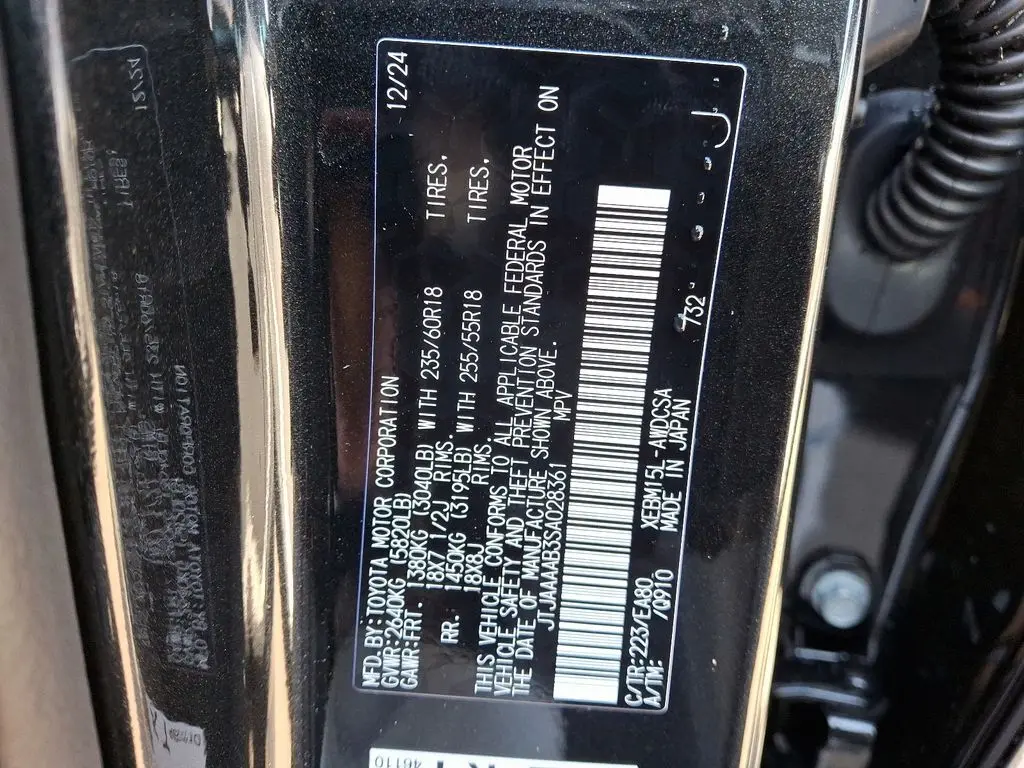 MFD.BY:TOYOTA MOTOR CORPORATION 12/24
GVWR:2640KG (5820LB)
GAWR:FRT. 1380KG (3040LB) WITH 235/60R18 TIRES.
18X7 1/2J RIMS.
RR. 1450KG (3195LB) WITH 255/55R18 TIRES.
18X8J RIMS.
THIS VEHICLE CONFORMS TO ALL APPLICABLE FEDERAL MOTOR
VEHICLE SAFETY AND THEFT PREVENTION STANDARDS IN EFFECT ON
THE DATE OF MANUFACTURE SHOWN ABOVE.
JTJAAAAB3SA028361 MPV
C/TR:223/EA80 XEBM15L-AWDCSA
A/TM: /Q910 MADE IN JAPAN 732
46110